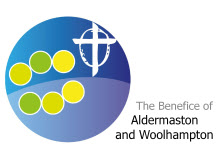 The Benefice of
Aldermaston
and Woolhampton